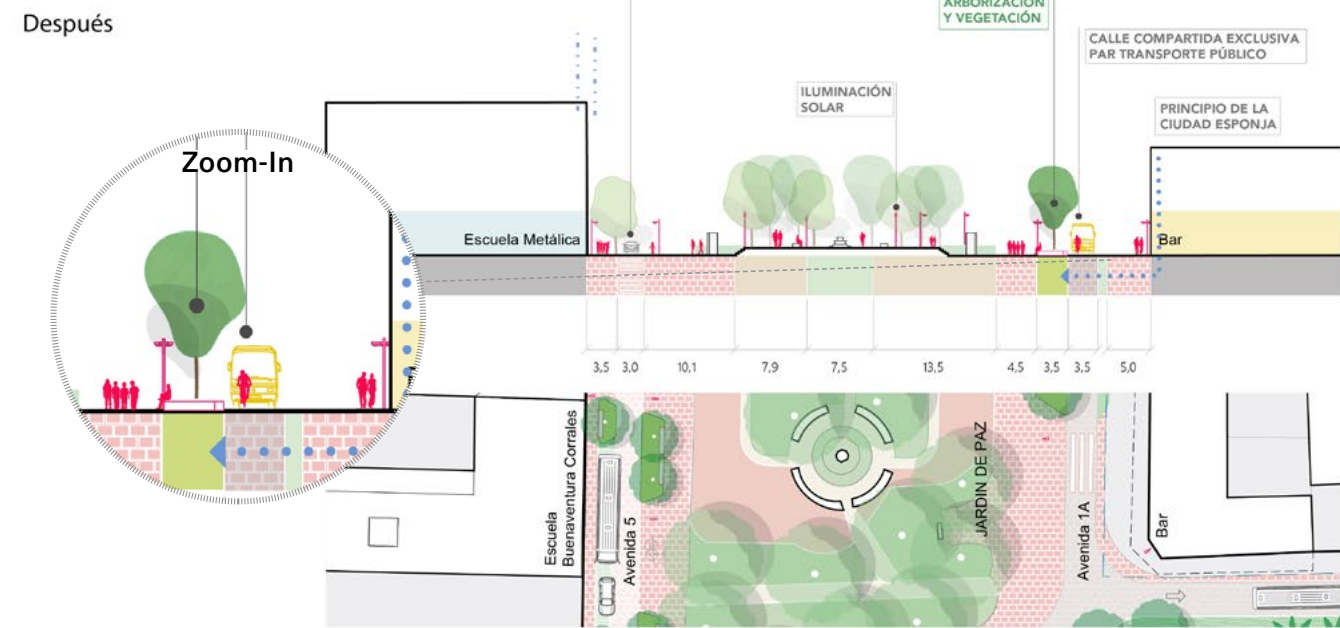 Después
ARBORIZACIÓN
Y VEGETACIÓN
CALLE COMPARTIDA EXCLUSIVA
PAR TRANSPORTE PÚBLICO
ILUMINACIÓN
SOLAR
PRINCIPIO DE LA
CIUDAD ESPONJA
Zoom-In
Escuela Metálica
Bar
3,5 3,0 10,1 7,9 7,5 13,5 4,5 3,5 3,5 5,0
Escuela
Buenaventura Corrales
Avenida 5
JARDIN DE PAZ
Avenida 1A
Bar